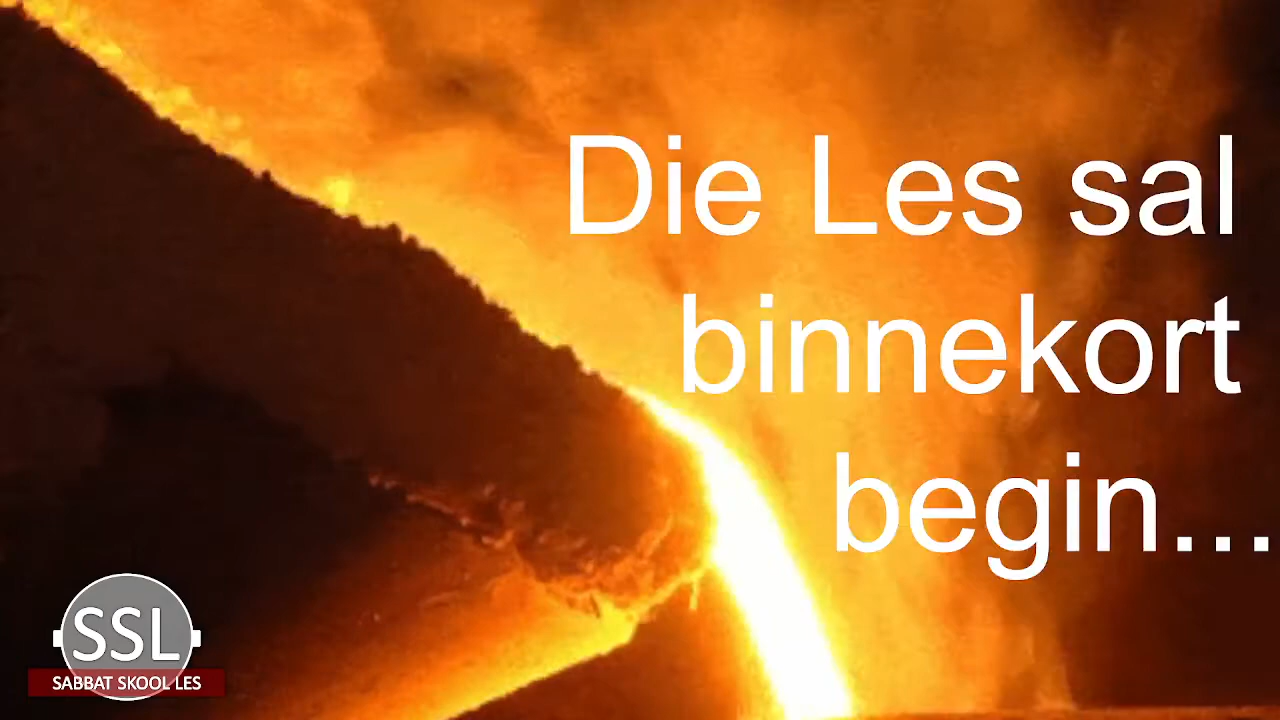 Die Les sal
binnekort
begin...
SSL
SABBAT SKOOL LES